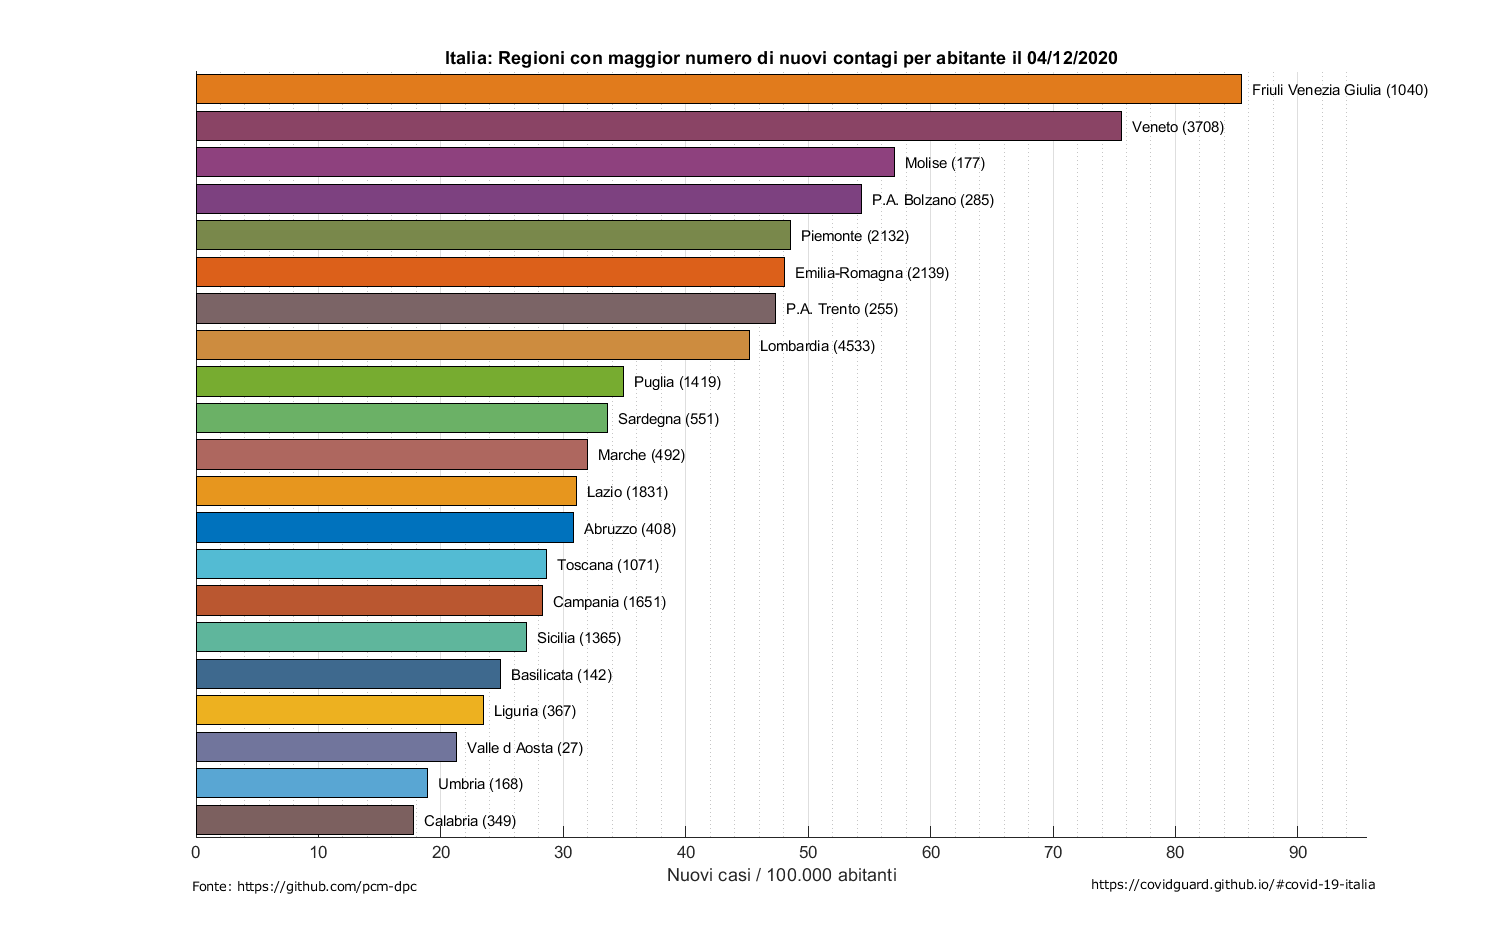 Italia: Regioni con maggior numero di nuovi contagi per abitante il 04/12/2020
Friuli Venezia Giulia (1040)
Veneto (3708)
Molise (177)
P.A. Bolzano (285)
Piemonte (2132)
Emilia-Romagna (2139)
P.A. Trento (255)
Lombardia (4533)
Puglia (1419)
Sardegna (551)
Marche (492)
Lazio (1831)
Abruzzo (408)
Toscana (1071)
Campania (1651)
Sicilia (1365)
Basilicata (142)
Liguria (367)
Valle d Aosta (27)
Umbria (168)
Calabria (349)
0 10 20 30 40 50 60 70 80 90
Nuovi casi / 100.000 abitanti
Fonte: https://github.com/pcm-dpc
https://covidguard.github.io/#covid-19-italia